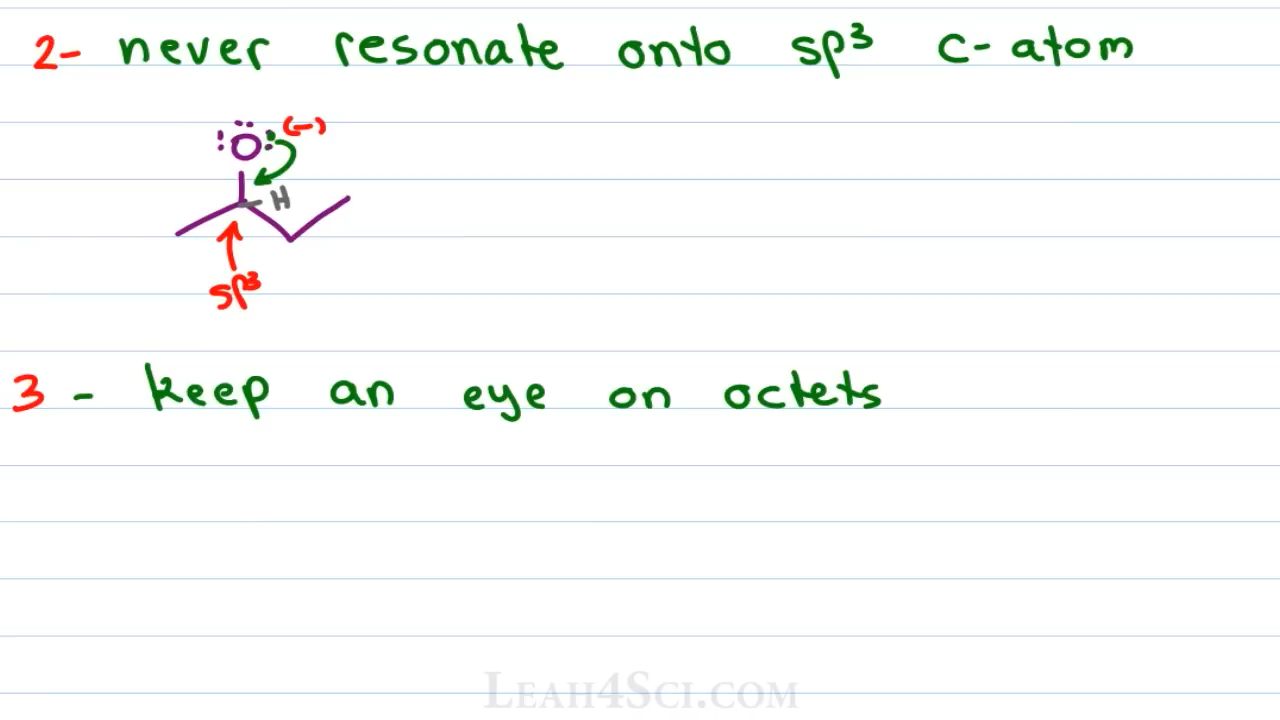 2- never resonate onto sp³ c-atom
:Ö: (-)
H
sp³
3 - keep an eye on octets
LEAH4SCI.COM